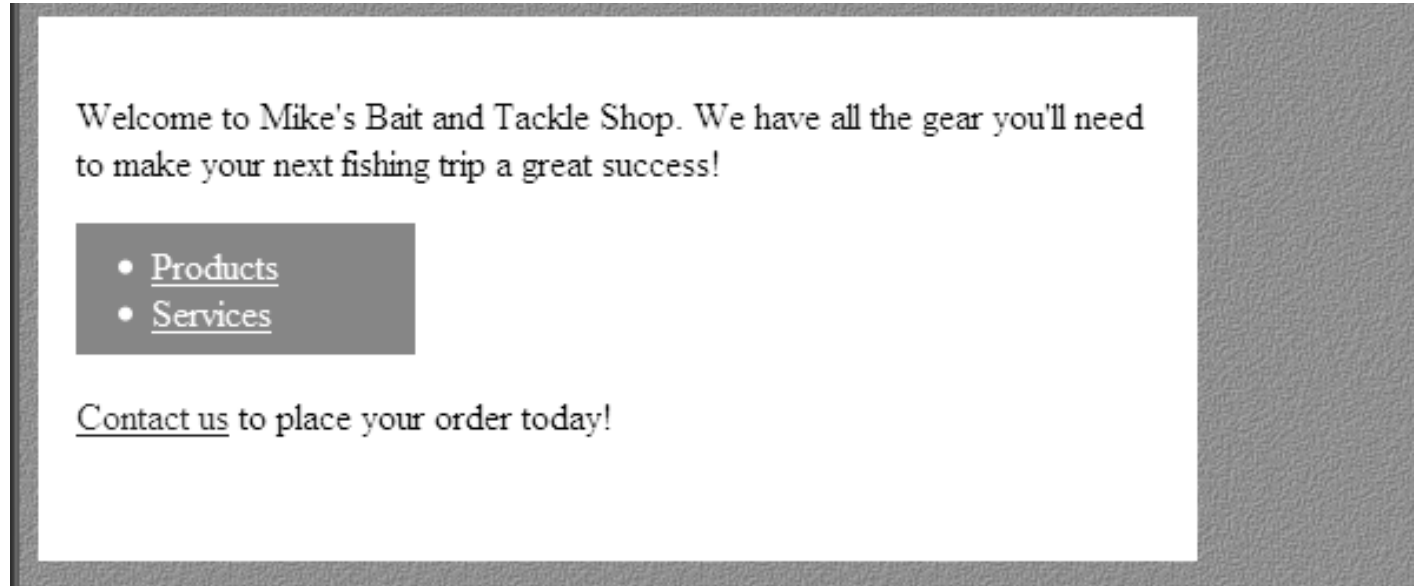 Welcome to Mike's Bait and Tackle Shop. We have all the gear you'll need
to make your next fishing trip a great success!
• Products
• Services
Contact us to place your order today!